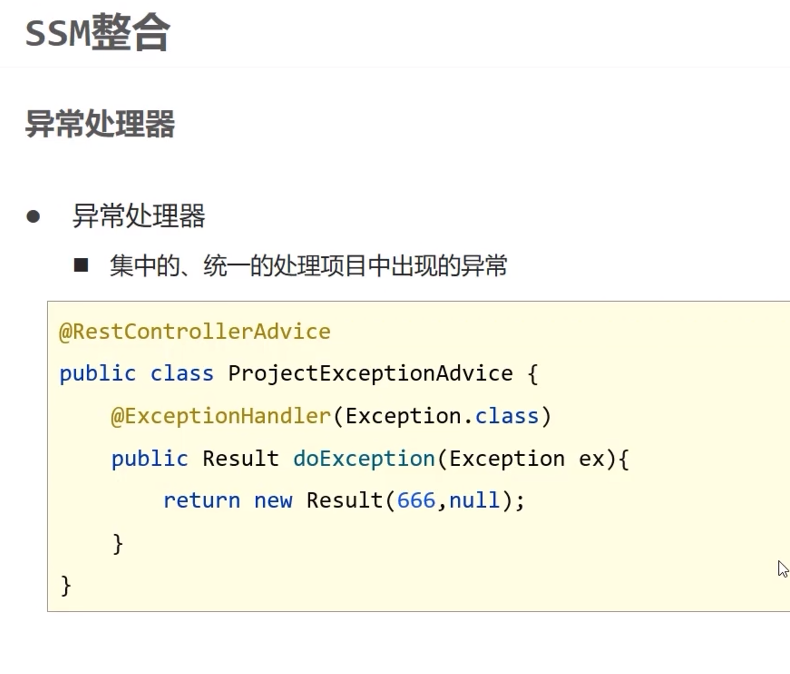 SSM整合
异常处理器
● 异常处理器
■ 集中的、统一的处理项目中出现的异常
@RestControllerAdvice
public class ProjectExceptionAdvice {
    @ExceptionHandler(Exception.class)
    public Result doException(Exception ex){
        return new Result(666,null);
    }
}